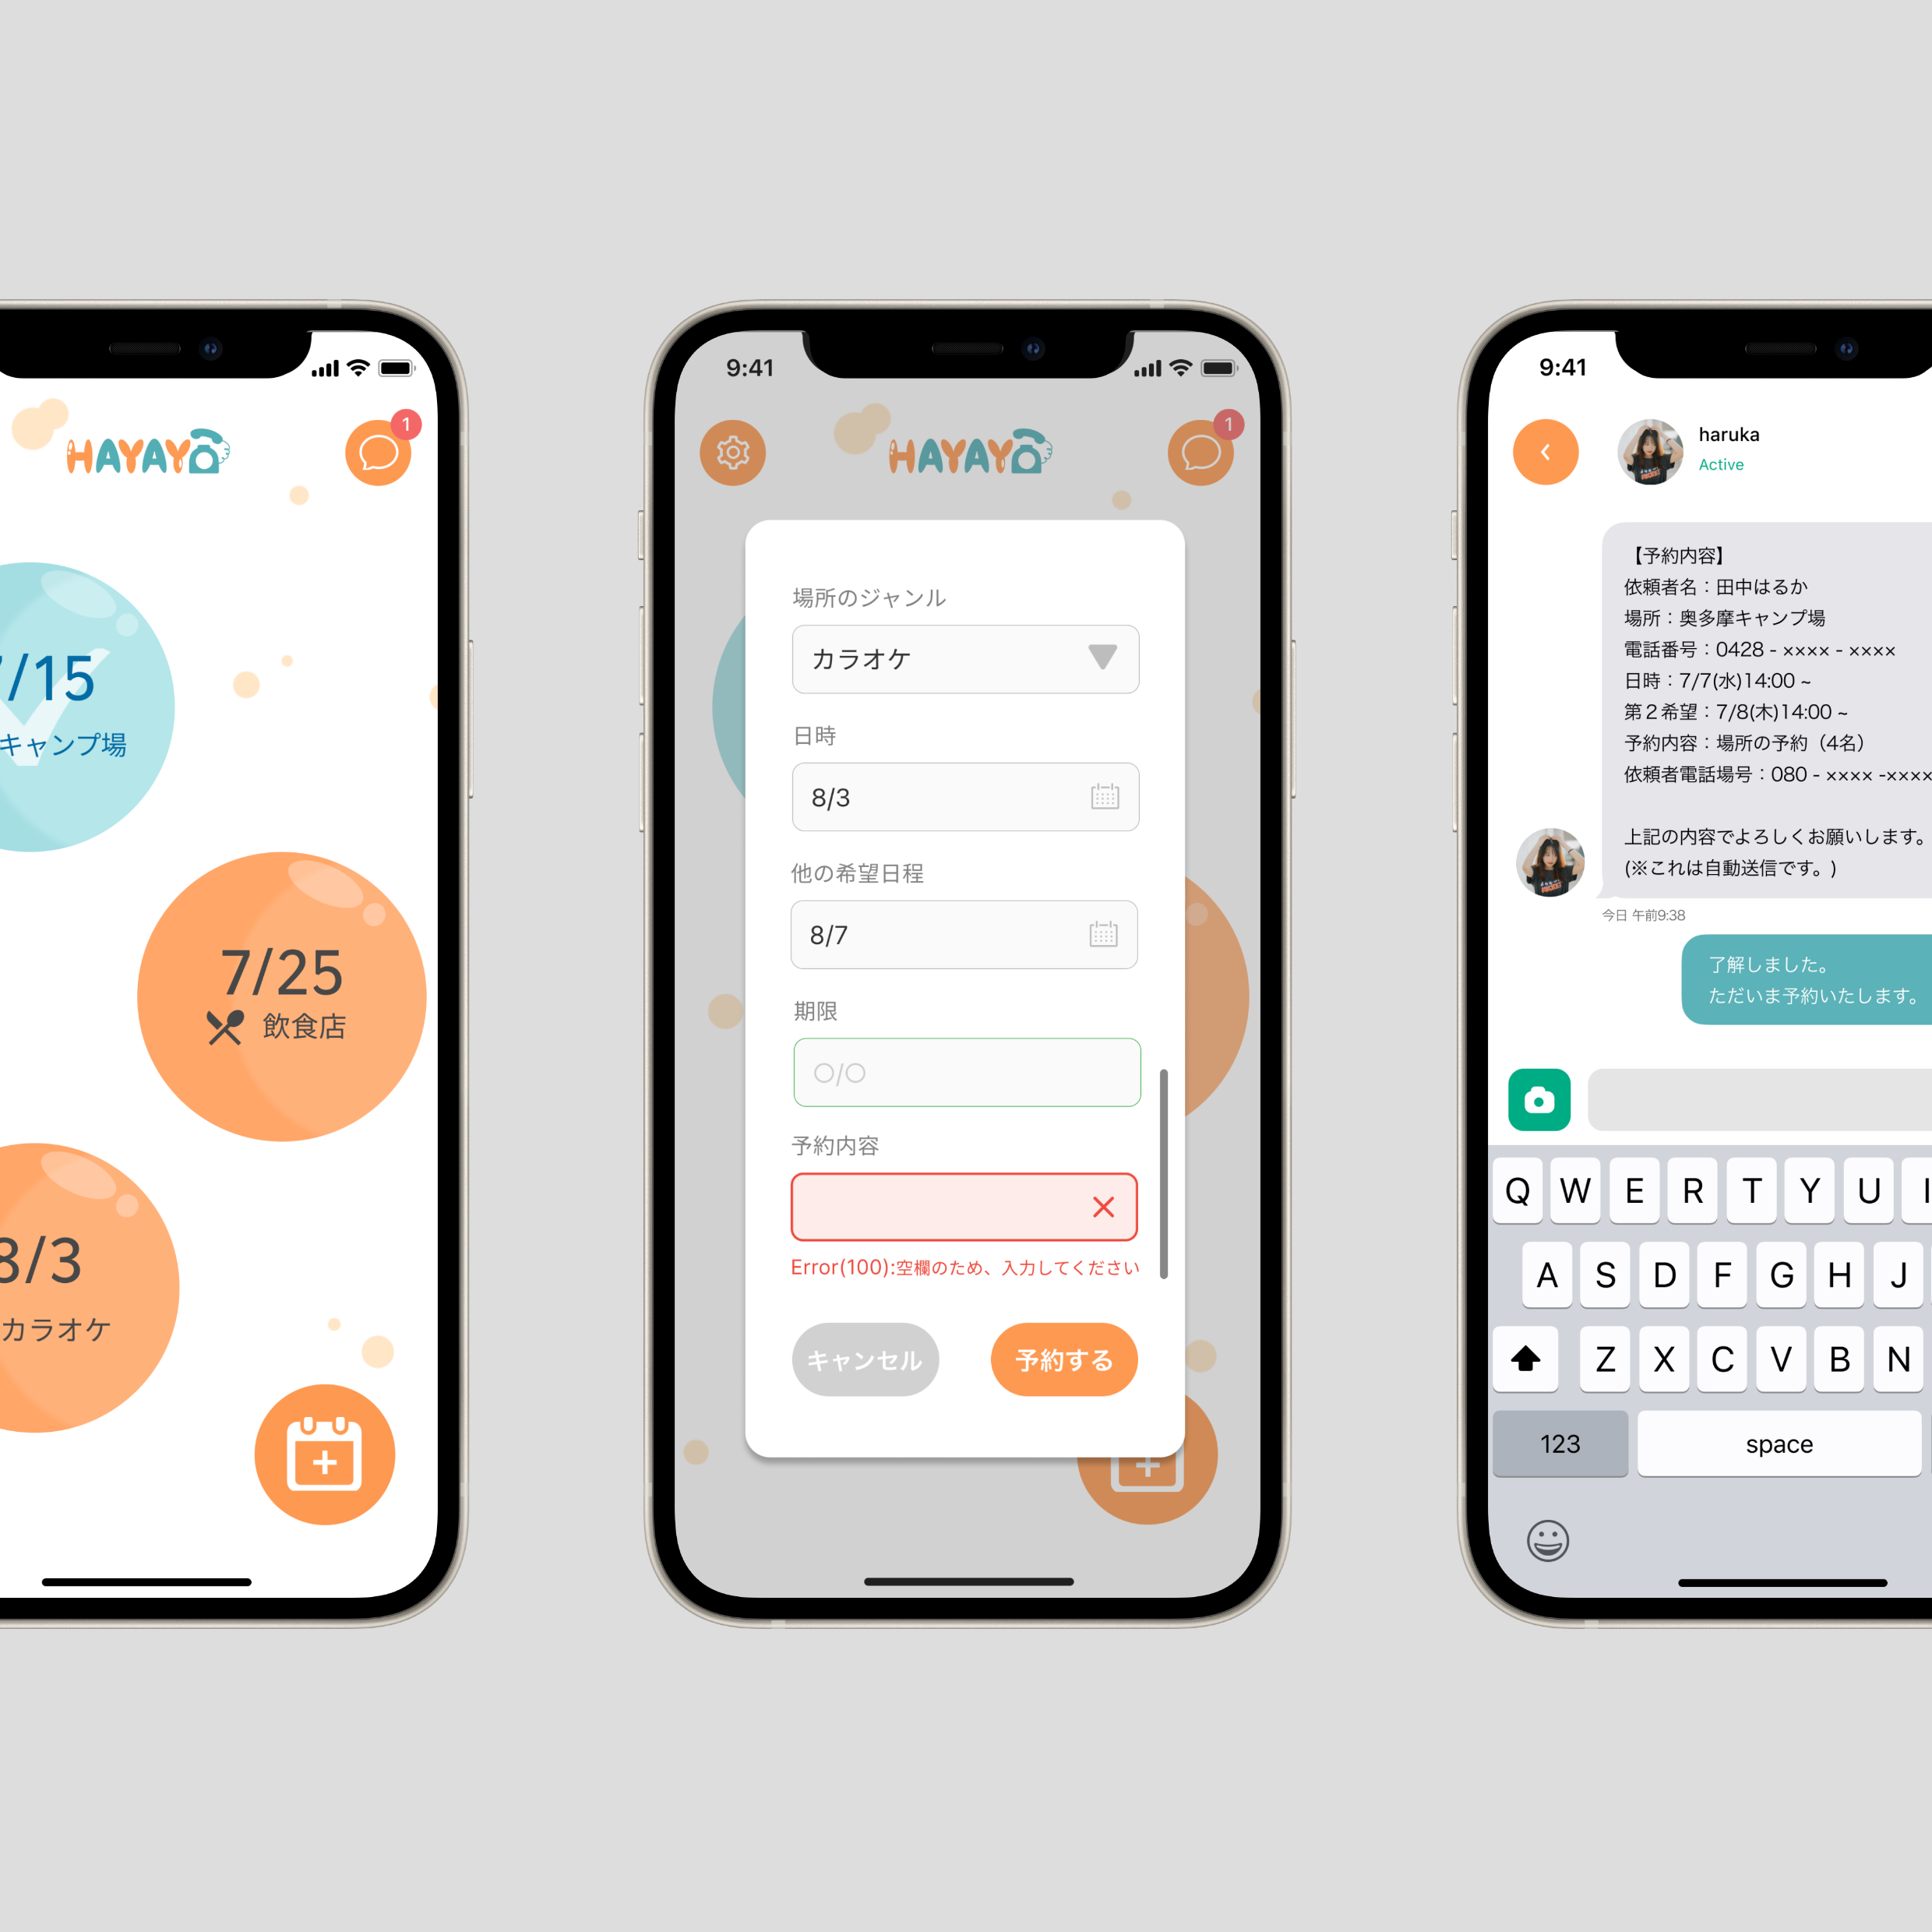 HAYAYO
1
/15
キャンプ場
7/25
飲食店
8/3
カラオケ
9:41
HAYAYO
1
場所のジャンル
カラオケ
日時
8/3
他の希望日程
8/7
期限
○/○
予約内容
Error(100):空欄のため、入力してください
キャンセル
予約する
9:41
haruka
Active
【予約内容】
依頼者名：田中はるか
場所：奥多摩キャンプ場
電話番号：0428 - ×××× - ××××
日時：7/7(水)14:00 ~
第２希望：7/8(木)14:00 ~
予約内容：場所の予約（4名）
依頼者電話場号：080 - ×××× -××××
上記の内容でよろしくお願いします。
(※これは自動送信です。)
今日 午前9:38
了解しました。
ただいま予約いたします。
Q W E R T Y U I
A S D F G H J
Z X C V B N
123 space